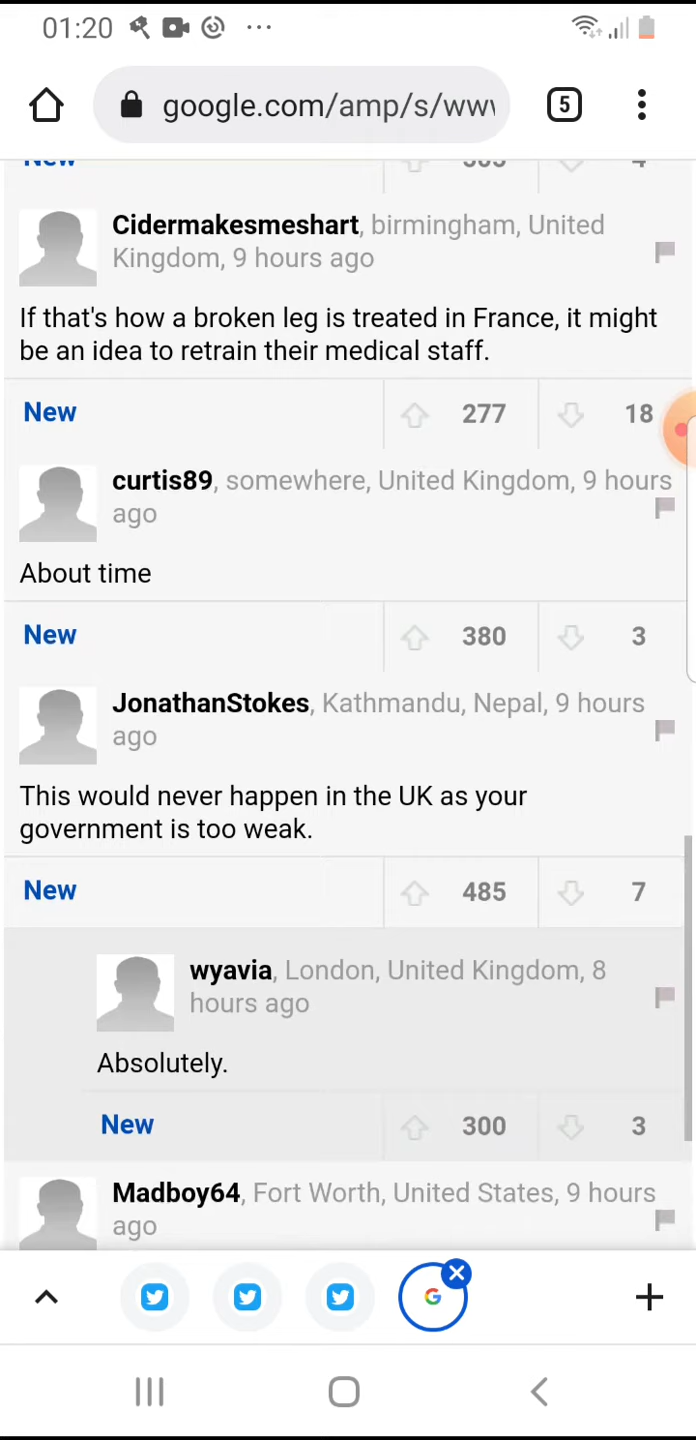 01:20
google.com/amp/s/www
5
New 305 4
Cidermakesmeshart, birmingham, United
Kingdom, 9 hours ago
If that's how a broken leg is treated in France, it might
be an idea to retrain their medical staff.
New 277 18
curtis89, somewhere, United Kingdom, 9 hours
ago
About time
New 380 3
JonathanStokes, Kathmandu, Nepal, 9 hours
ago
This would never happen in the UK as your
government is too weak.
New 485 7
wyavia, London, United Kingdom, 8
hours ago
Absolutely.
New 300 3
Madboy64, Fort Worth, United States, 9 hours
ago